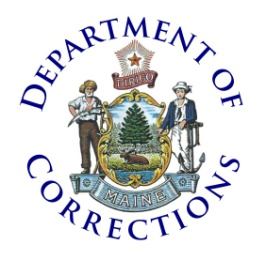 DEPARTMENT OF
DIRIGO
MAINE
CORRECTIONS